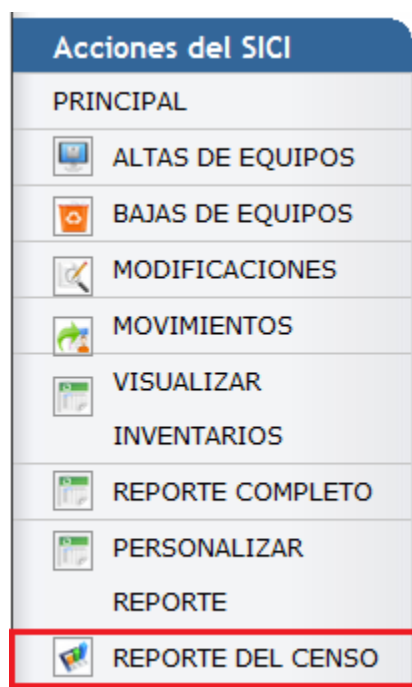 Acciones del SICI
PRINCIPAL
ALTAS DE EQUIPOS
BAJAS DE EQUIPOS
MODIFICACIONES
MOVIMIENTOS
VISUALIZAR
INVENTARIOS
REPORTE COMPLETO
PERSONALIZAR
REPORTE
REPORTE DEL CENSO